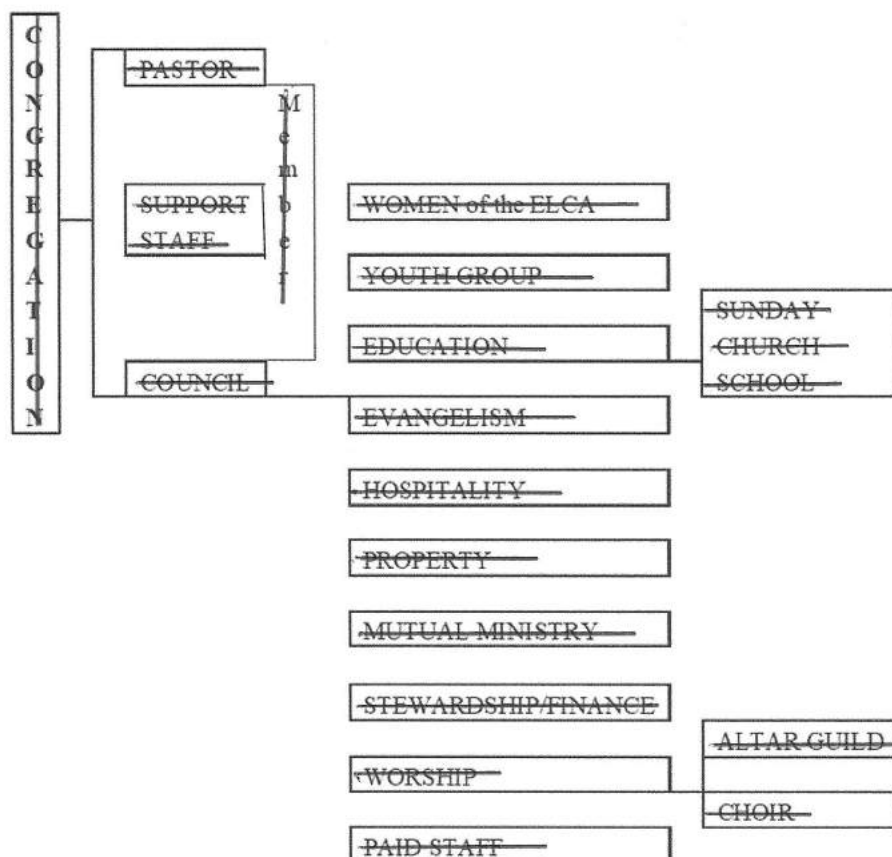 CONGREGATION
PASTOR
Member
SUPPORT
STAFF
WOMEN of the ELCA
YOUTH GROUP
EDUCATION
SUNDAY
CHURCH
SCHOOL
COUNCIL
EVANGELISM
HOSPITALITY
PROPERTY
MUTUAL MINISTRY
STEWARDSHIP/FINANCE
ALTAR GUILD
WORSHIP
CHOIR
PAID STAFF